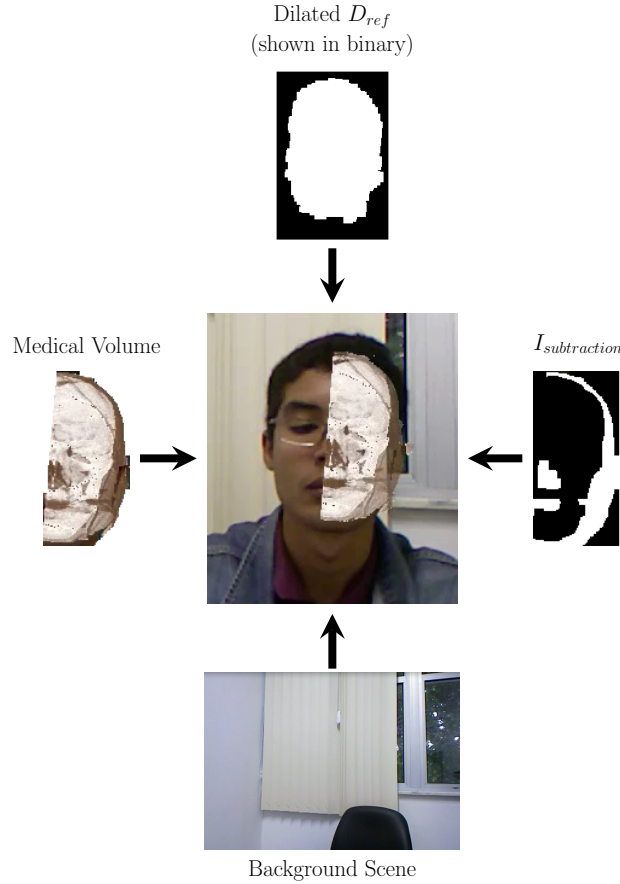 Dilated D_ref
(shown in binary)
Medical Volume
I_subtraction
Background Scene